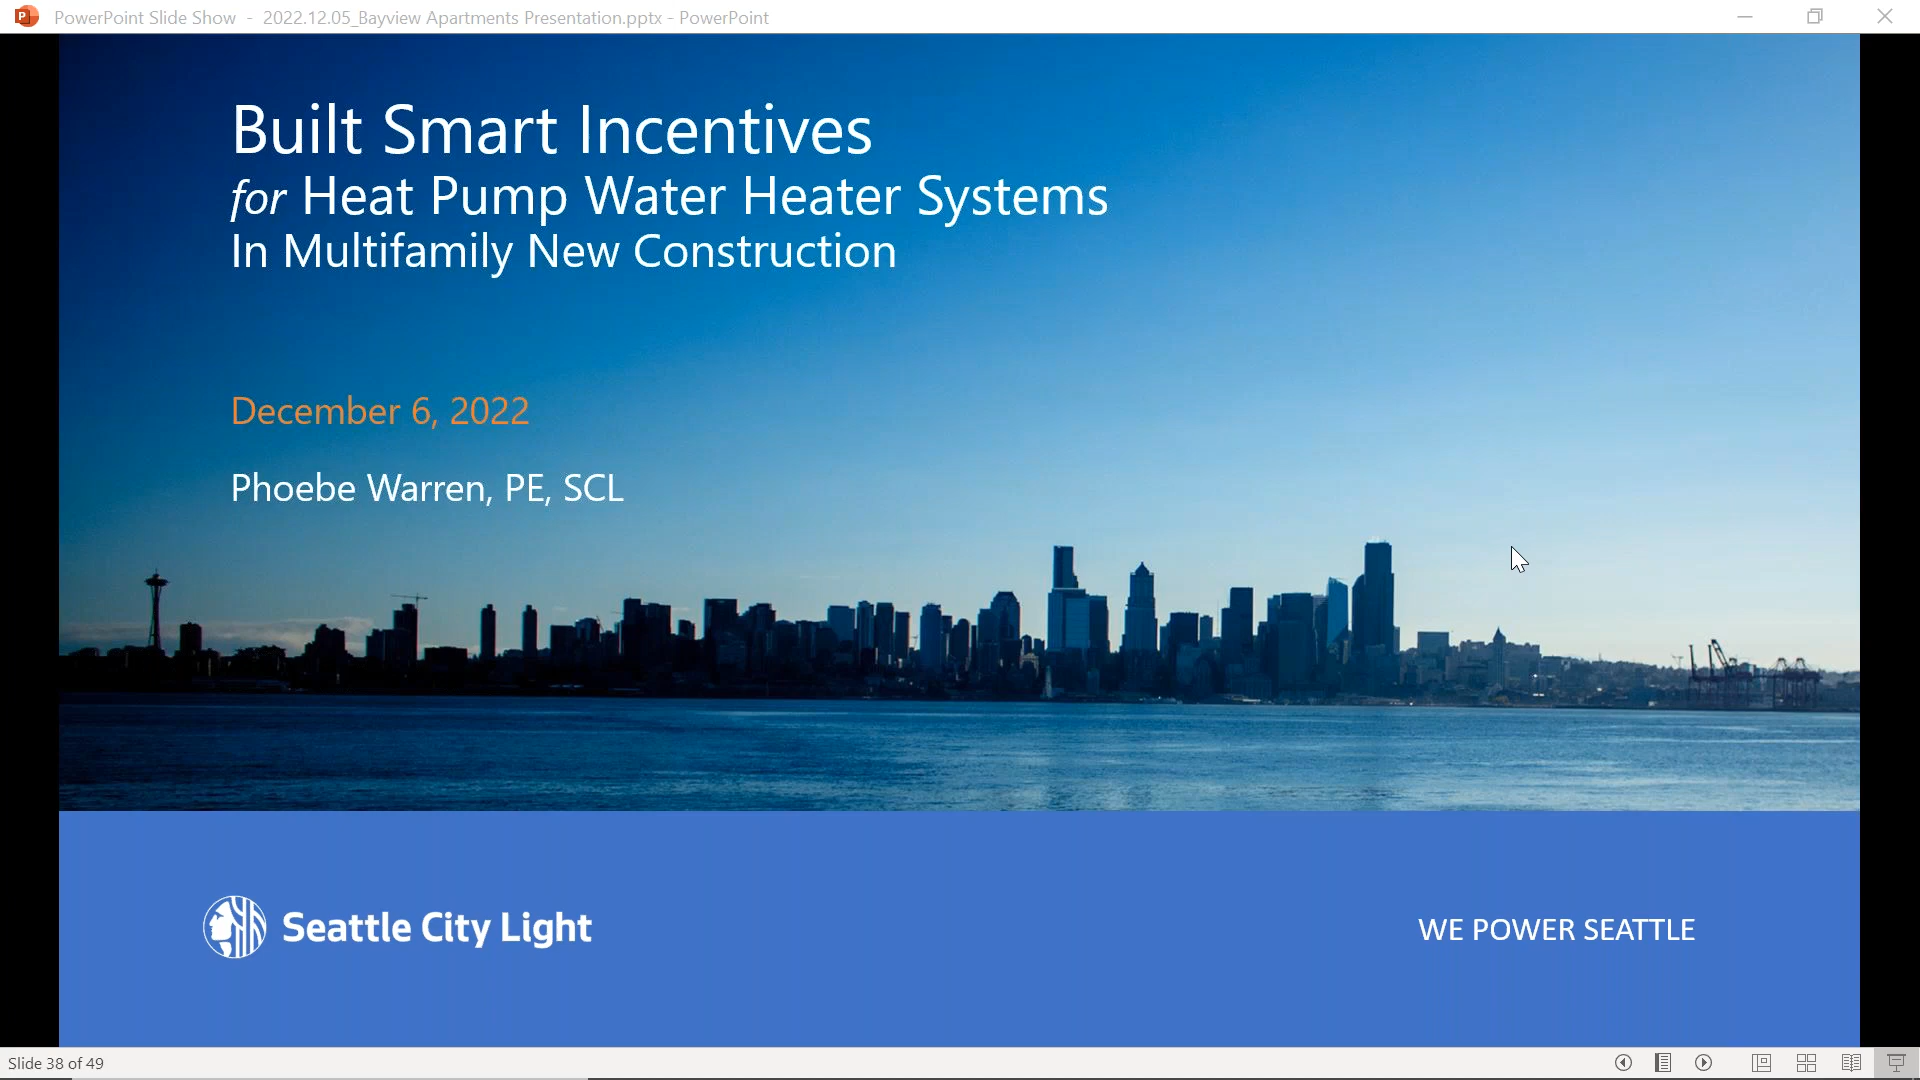 PowerPoint Slide Show - 2022.12.05_Bayview Apartments Presentation.pptx - PowerPoint
Built Smart Incentives
for Heat Pump Water Heater Systems
In Multifamily New Construction
December 6, 2022
Phoebe Warren, PE, SCL
Seattle City Light
WE POWER SEATTLE
Slide 38 of 49